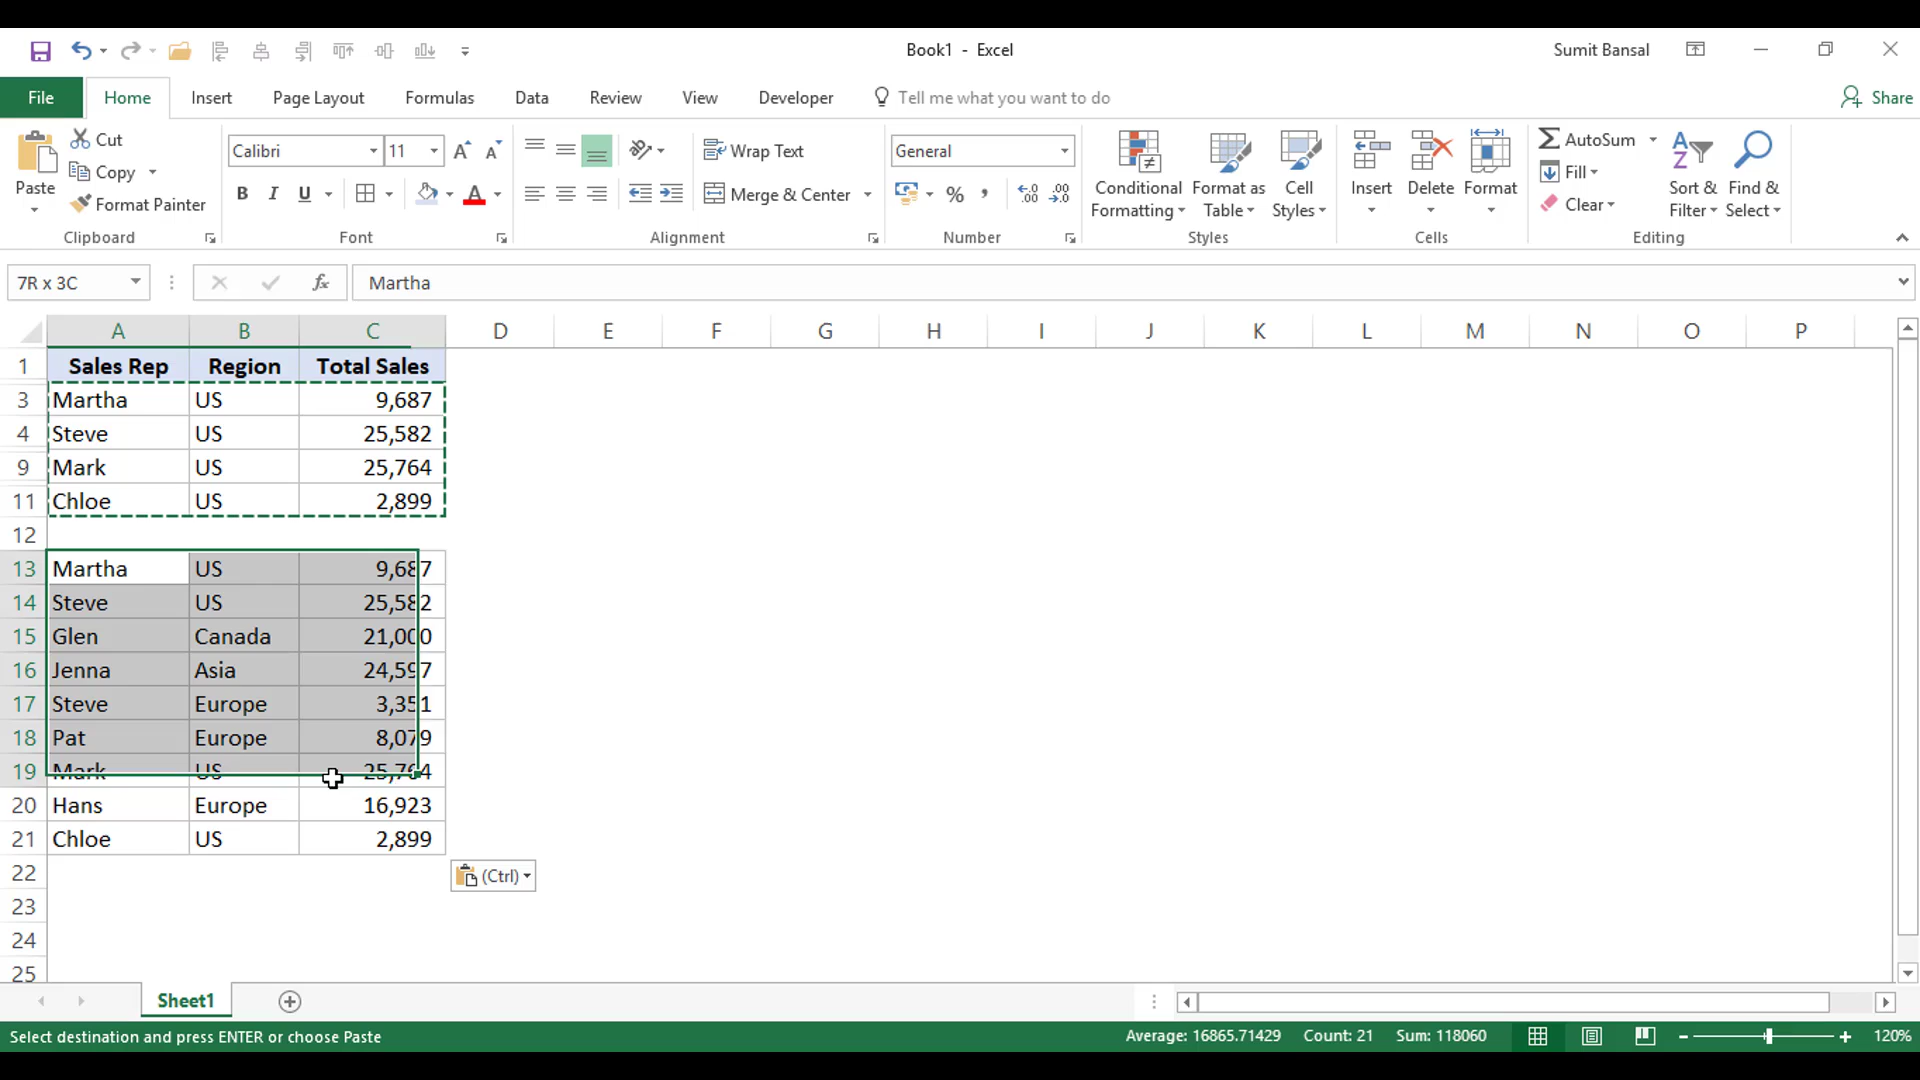 Book1 - Excel
Sumit Bansal
File Home Insert Page Layout Formulas Data Review View Developer Tell me what you want to do Share
Paste
Cut
Copy
Format Painter
Clipboard
Calibri 11
B I U A
Font
Wrap Text
Merge & Center
Alignment
General
% ,
Number
Conditional Formatting
Format as Table
Cell Styles
Styles
Insert Delete Format
Cells
AutoSum
Fill
Clear
Sort & Filter
Find & Select
Editing
7R x 3C fx Martha
A B C D E F G H I J K L M N O P
1 Sales Rep Region Total Sales
3 Martha US 9,687
4 Steve US 25,582
9 Mark US 25,764
11 Chloe US 2,899
12
13 Martha US 9,687
14 Steve US 25,582
15 Glen Canada 21,000
16 Jenna Asia 24,597
17 Steve Europe 3,351
18 Pat Europe 8,079
19 Mark US 25,764
20 Hans Europe 16,923
21 Chloe US 2,899
22 (Ctrl)
23
24
25
Sheet1
Select destination and press ENTER or choose Paste Average: 16865.71429 Count: 21 Sum: 118060 120%